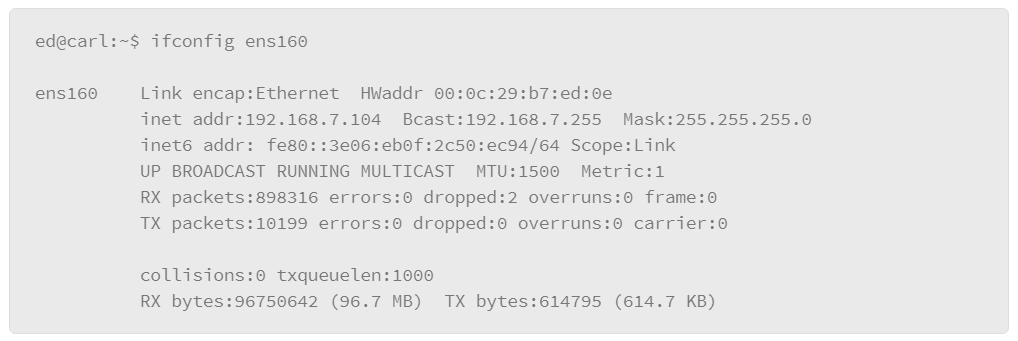 ed@carl:~$ ifconfig ens160
ens160    Link encap:Ethernet  HWaddr 00:0c:29:b7:ed:0e
          inet addr:192.168.7.104  Bcast:192.168.7.255  Mask:255.255.255.0
          inet6 addr: fe80::3e06:eb0f:2c50:ec94/64 Scope:Link
          UP BROADCAST RUNNING MULTICAST  MTU:1500  Metric:1
          RX packets:898316 errors:0 dropped:2 overruns:0 frame:0
          TX packets:10199 errors:0 dropped:0 overruns:0 carrier:0
          collisions:0 txqueuelen:1000
          RX bytes:96750642 (96.7 MB)  TX bytes:614795 (614.7 KB)